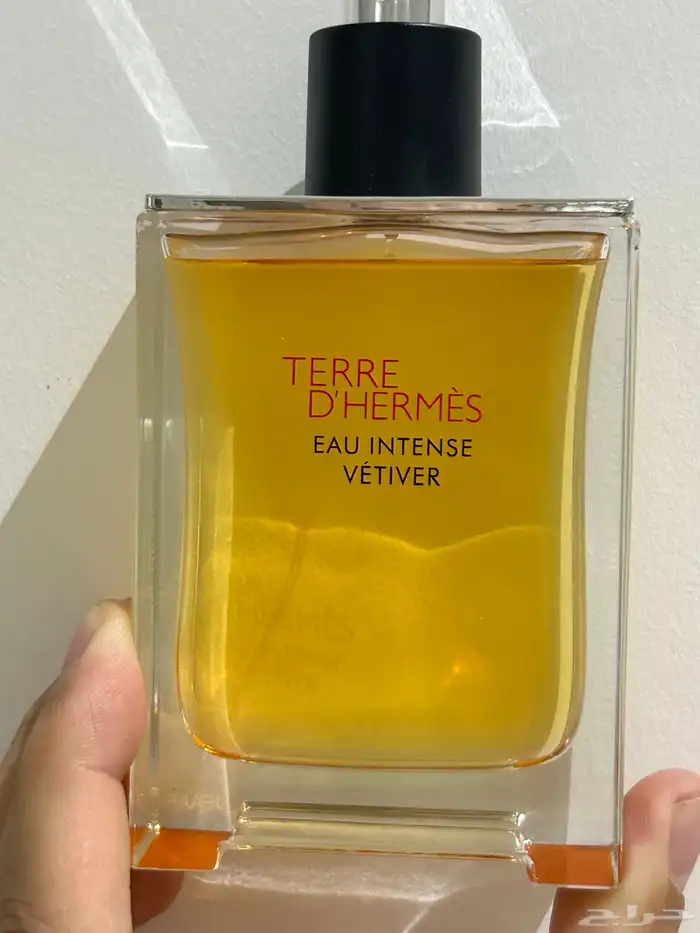 TERRE
D'HERMÈS
EAU INTENSE
VÉTIVER
حراج